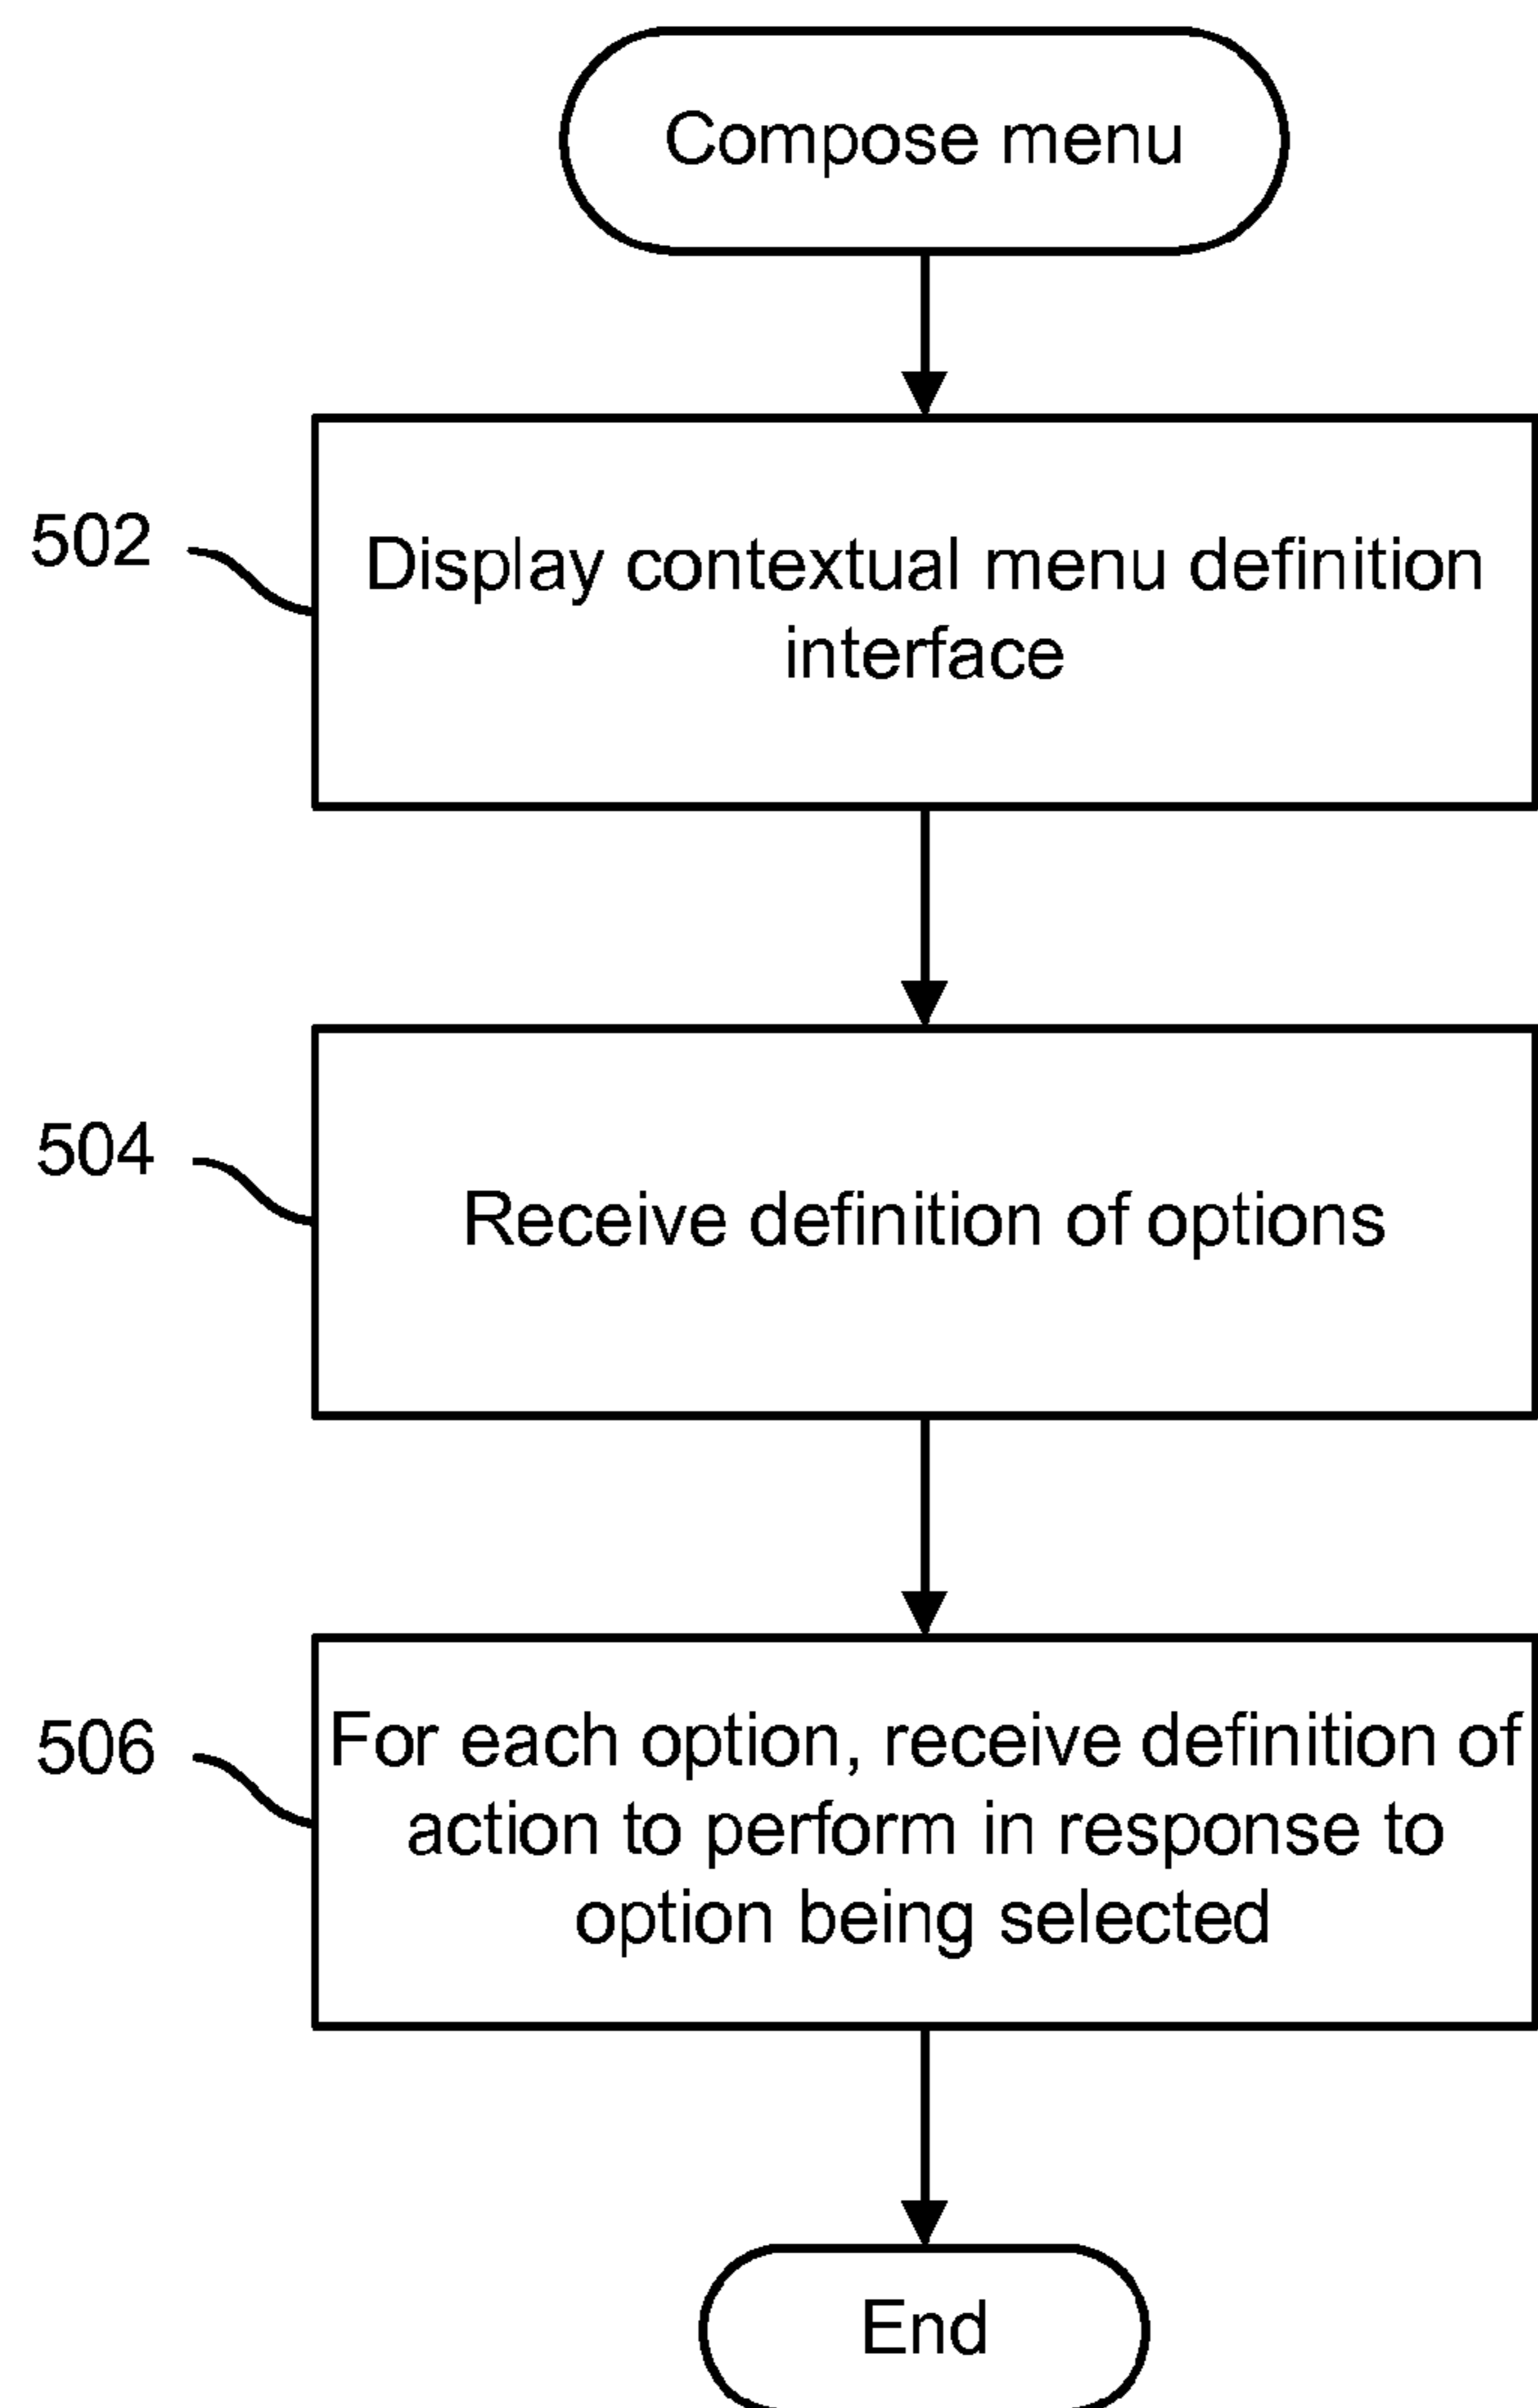 Compose menu
502
Display contextual menu definition
interface
504
Receive definition of options
506
For each option, receive definition of
action to perform in response to
option being selected
End